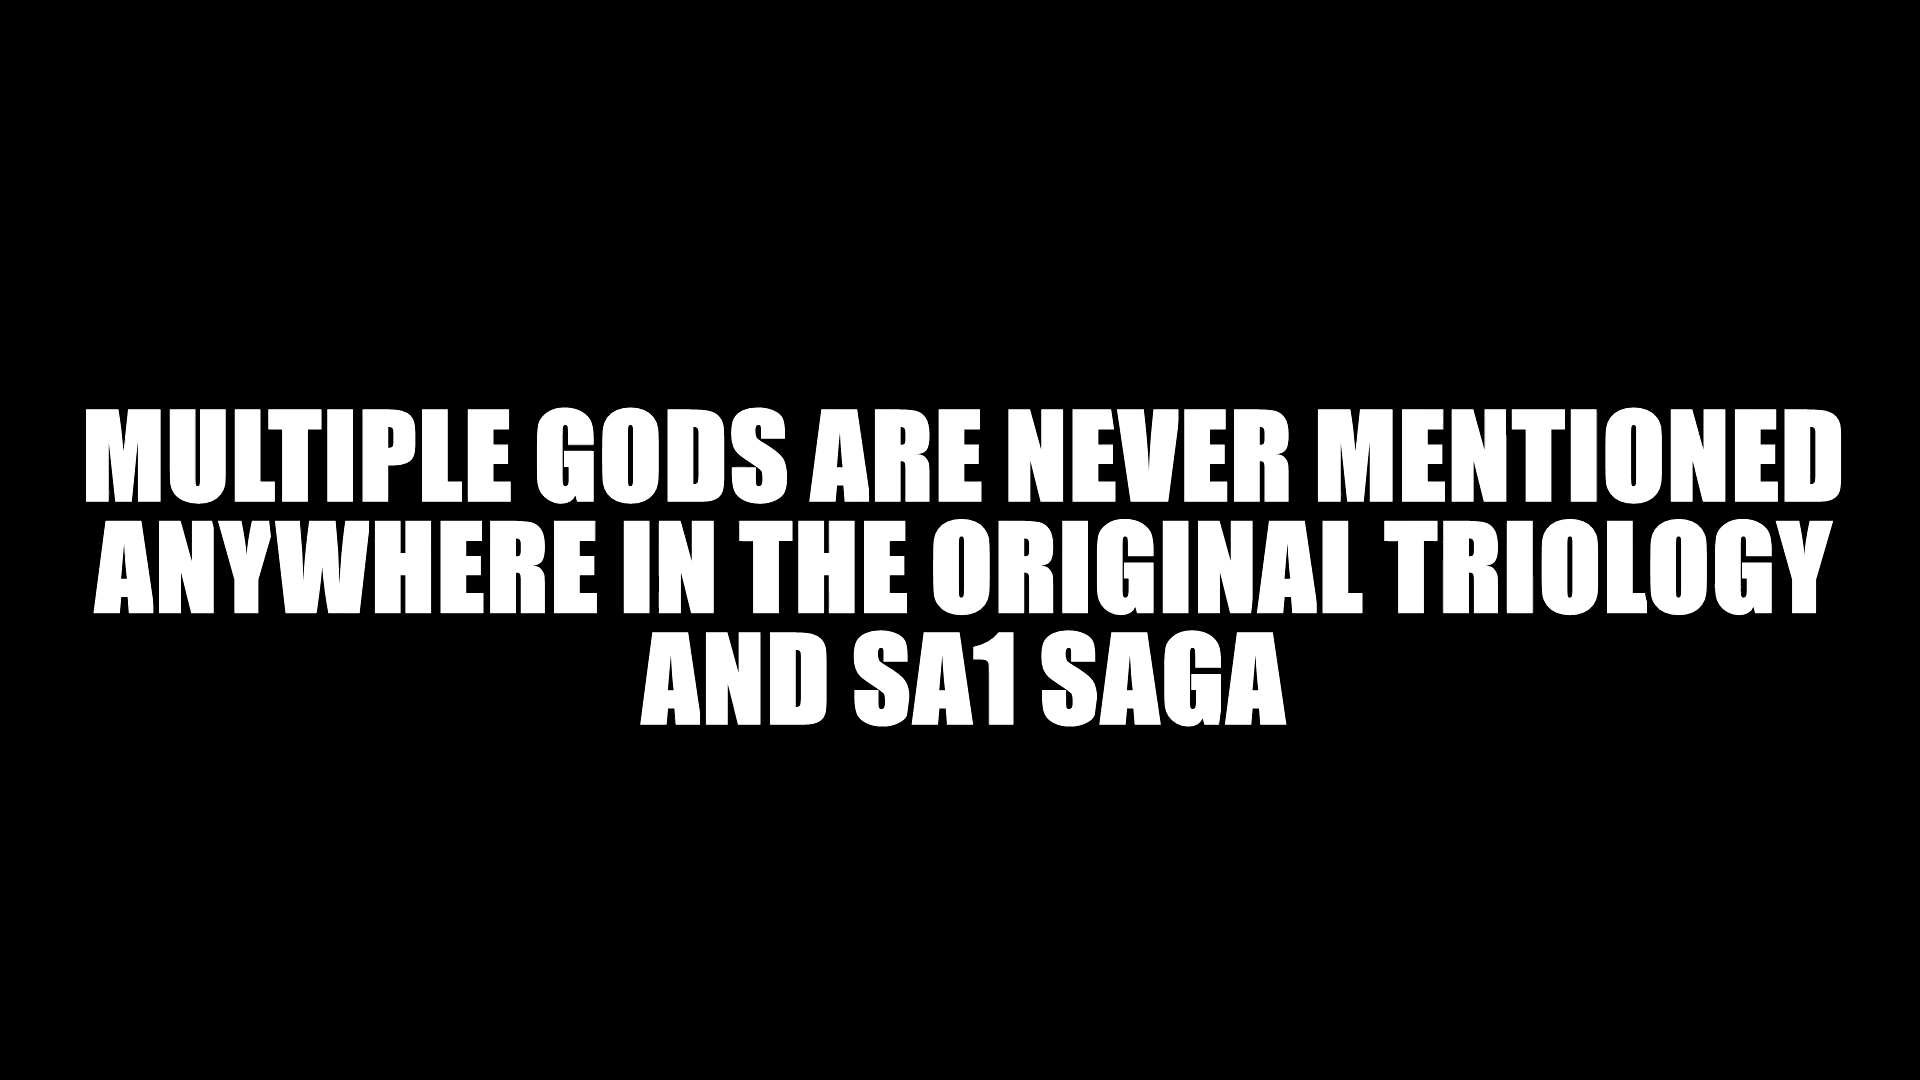 MULTIPLE GODS ARE NEVER MENTIONED
ANYWHERE IN THE ORIGINAL TRIOLOGY
AND SA1 SAGA